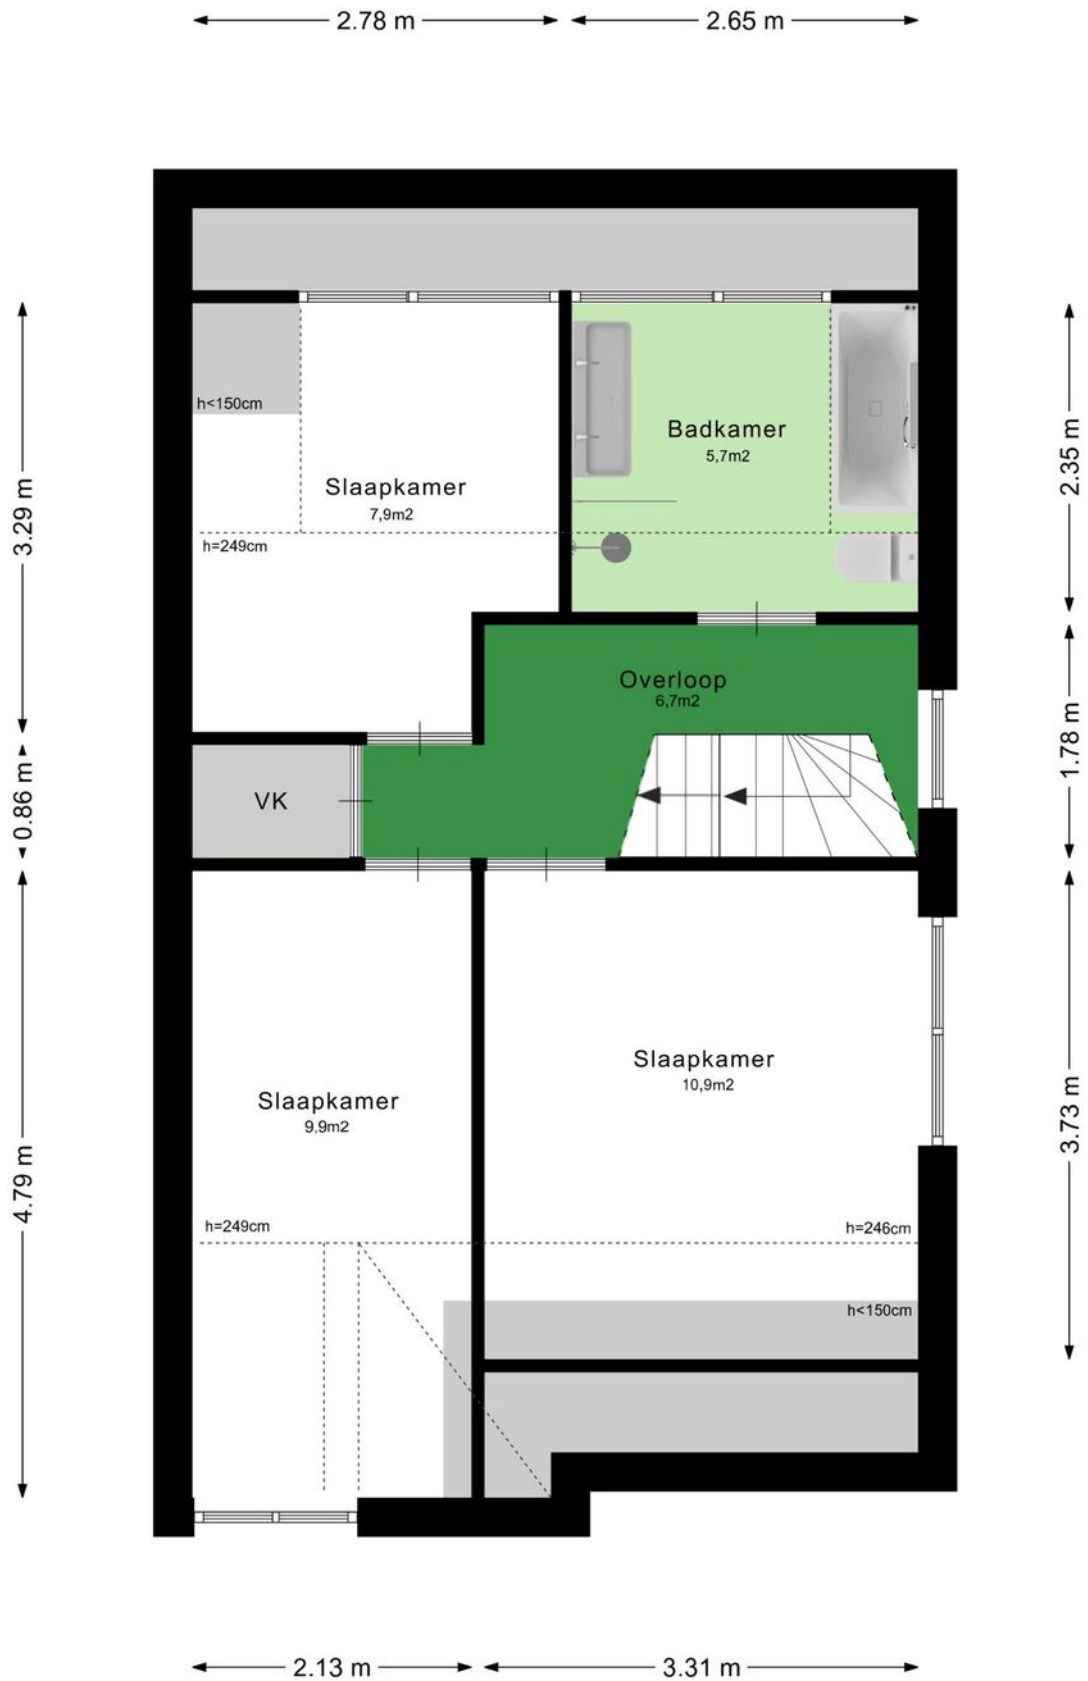 2.78 m
2.65 m
h<150cm
Badkamer
5,7m2
Slaapkamer
7,9m2
h=249cm
3.29 m
2.35 m
Overloop
6,7m2
1.78 m
0.86 m
VK
Slaapkamer
10,9m2
Slaapkamer
9,9m2
4.79 m
3.73 m
h=249cm
h=246cm
h<150cm
2.13 m
3.31 m